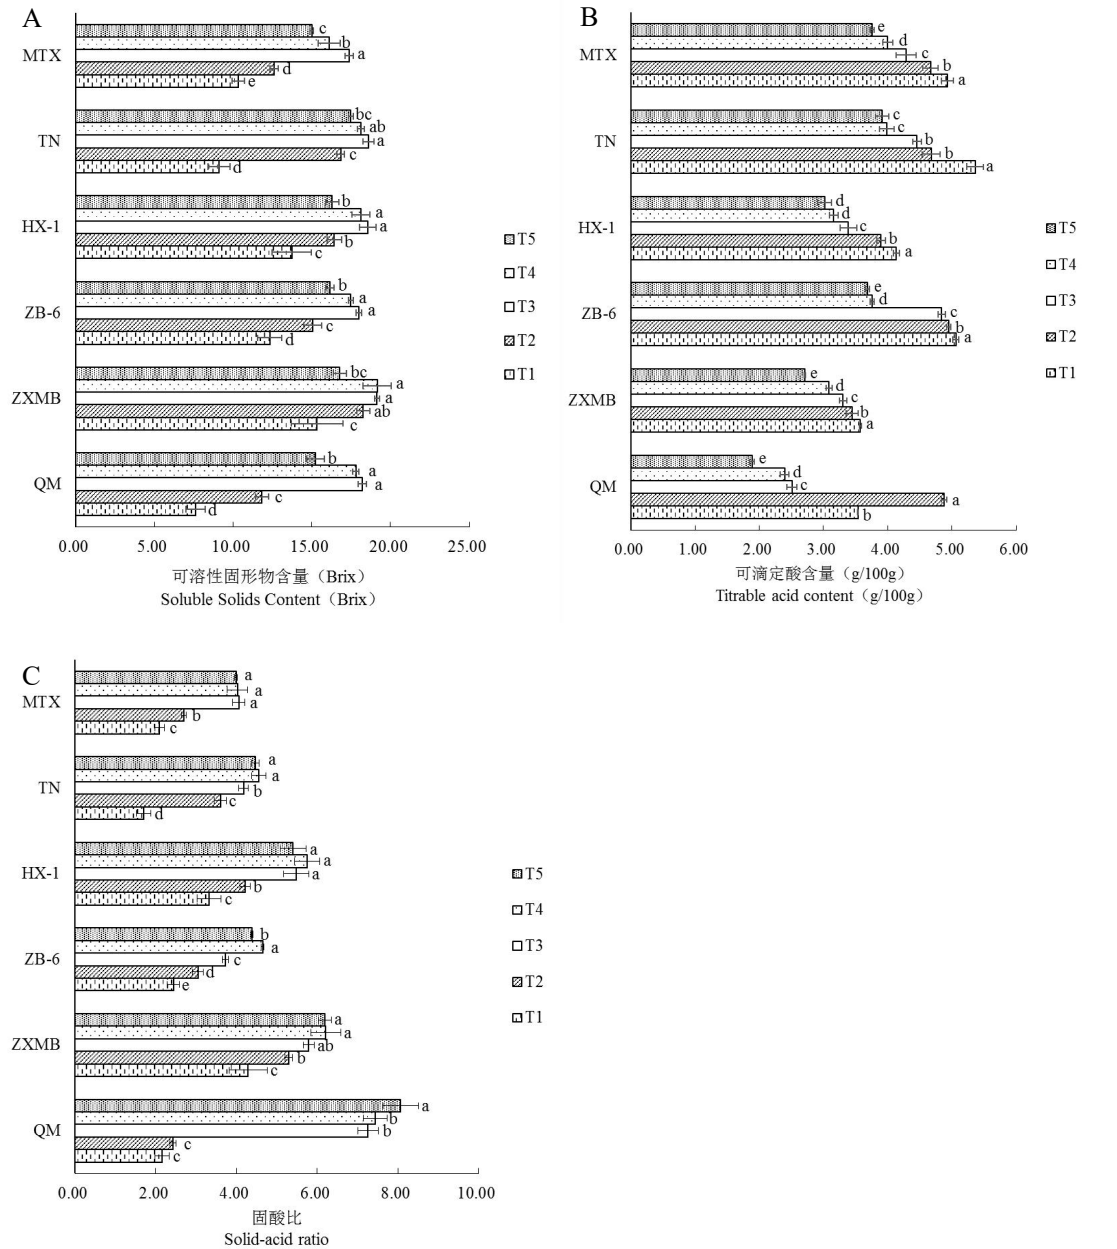 A
MTX
c
b
a
d
e
TN
bc
ab
a
c
d
HX-1
b
a
a
b
c
ZB-6
b
a
a
c
d
ZXMB
bc
a
a
ab
c
QM
b
a
a
c
d
0.00 5.00 10.00 15.00 20.00 25.00
可溶性固形物含量（Brix）
Soluble Solids Content（Brix）
T5
T4
T3
T2
T1
B
MTX
e
d
c
b
a
TN
c
c
b
b
a
HX-1
d
d
c
b
a
ZB-6
e
d
c
b
a
ZXMB
e
d
c
b
a
QM
e
d
c
a
b
0.00 1.00 2.00 3.00 4.00 5.00 6.00
可滴定酸含量（g/100g）
Titrable acid content（g/100g）
T5
T4
T3
T2
T1
C
MTX
a
a
a
b
c
TN
a
a
b
c
d
HX-1
a
a
a
b
c
ZB-6
b
a
c
d
e
ZXMB
a
a
ab
b
c
QM
a
b
b
c
c
0.00 2.00 4.00 6.00 8.00 10.00
固酸比
Solid-acid ratio
T5
T4
T3
T2
T1